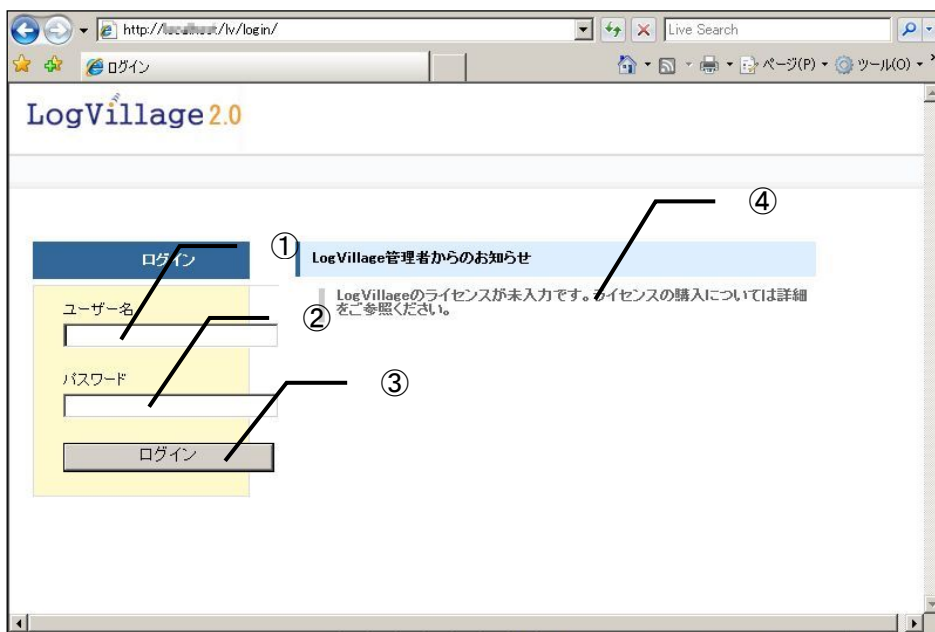 http://localhost/lv/login/
Live Search
ログイン
ページ(P)
ツール(O)
LogVillage 2.0
④
ログイン
①
LogVillage管理者からのお知らせ
LogVillageのライセンスが未入力です。ライセンスの購入については詳細
をご参照ください。
ユーザー名
②
パスワード
③
ログイン